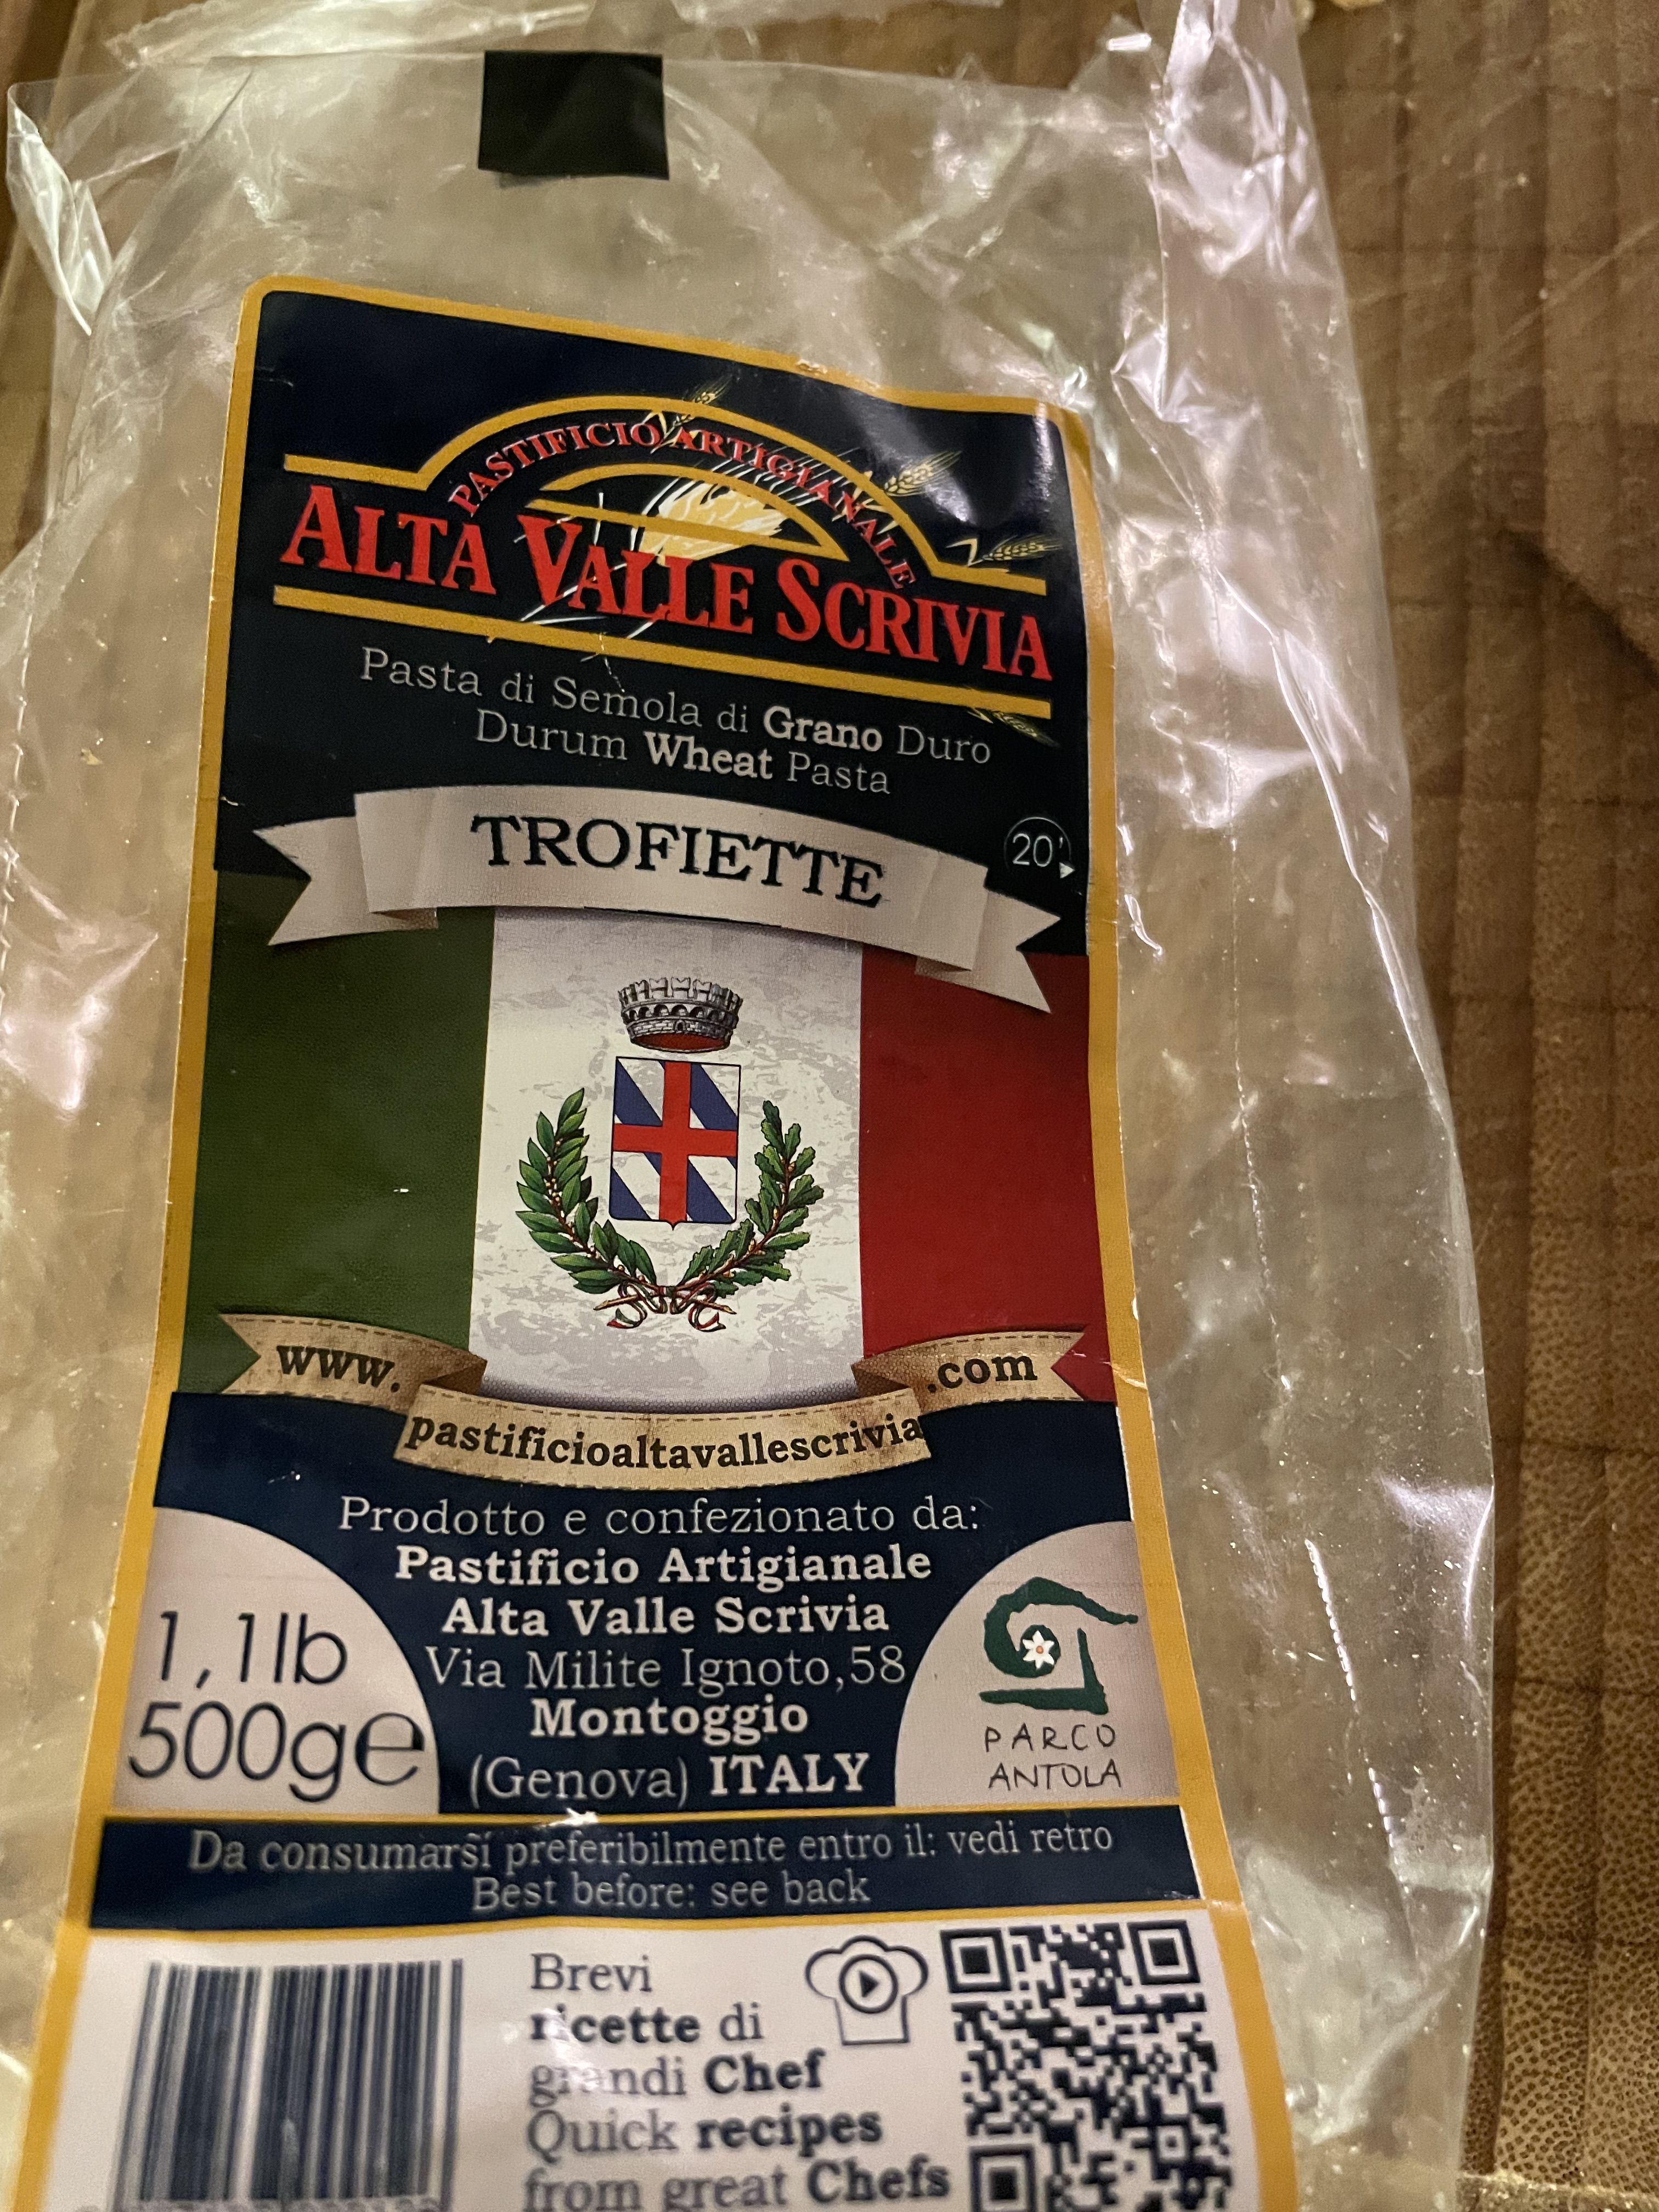 PASTIFICIO ARTIGIANALE
ALTA VALLE SCRIVIA
Pasta di Semola di Grano Duro
Durum Wheat Pasta
TROFIETTE
20'
www.
pastificioaltavallescrivia
.com
Prodotto e confezionato da:
Pastificio Artigianale
Alta Valle Scrivia
Via Milite Ignoto,58
Montoggio
(Genova) ITALY
1,1lb
500g℮
PARCO
ANTOLA
Da consumarsi preferibilmente entro il: vedi retro
Best before: see back
Brevi
ricette di
grandi Chef
Quick recipes
from great Chefs